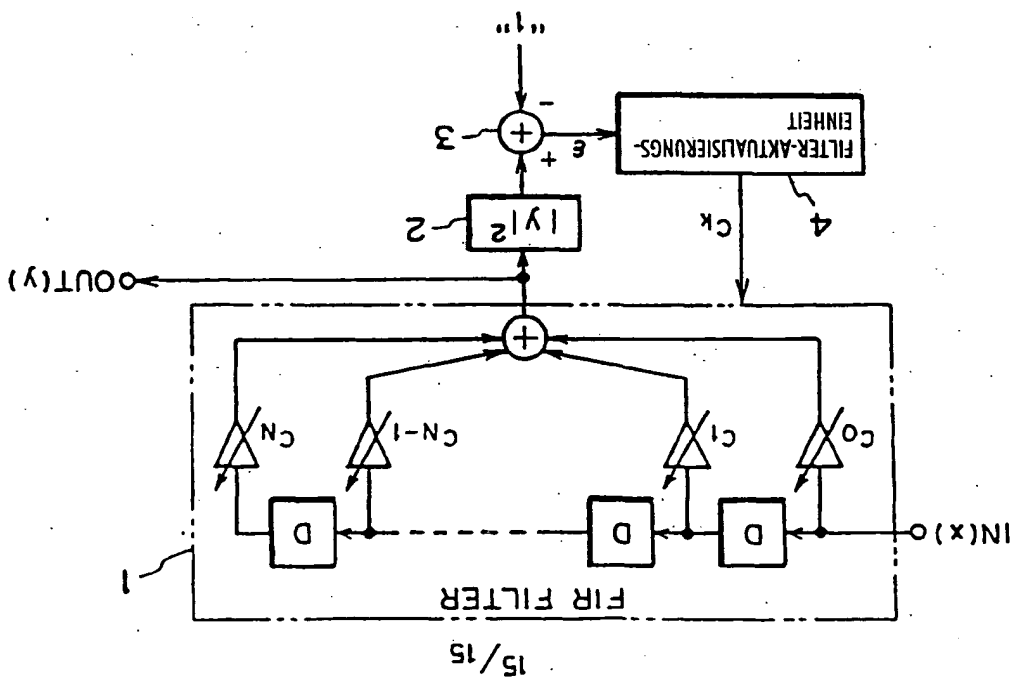 15/15
FIR FILTER
1
IN(x)
D
D
D
C0
C1
CN-1
CN
+
OUT(y)
Ck
|y|²
2
4
FILTER-AKTUALISIERUNGS-
EINHEIT
ε
+
-
+
3
"1"